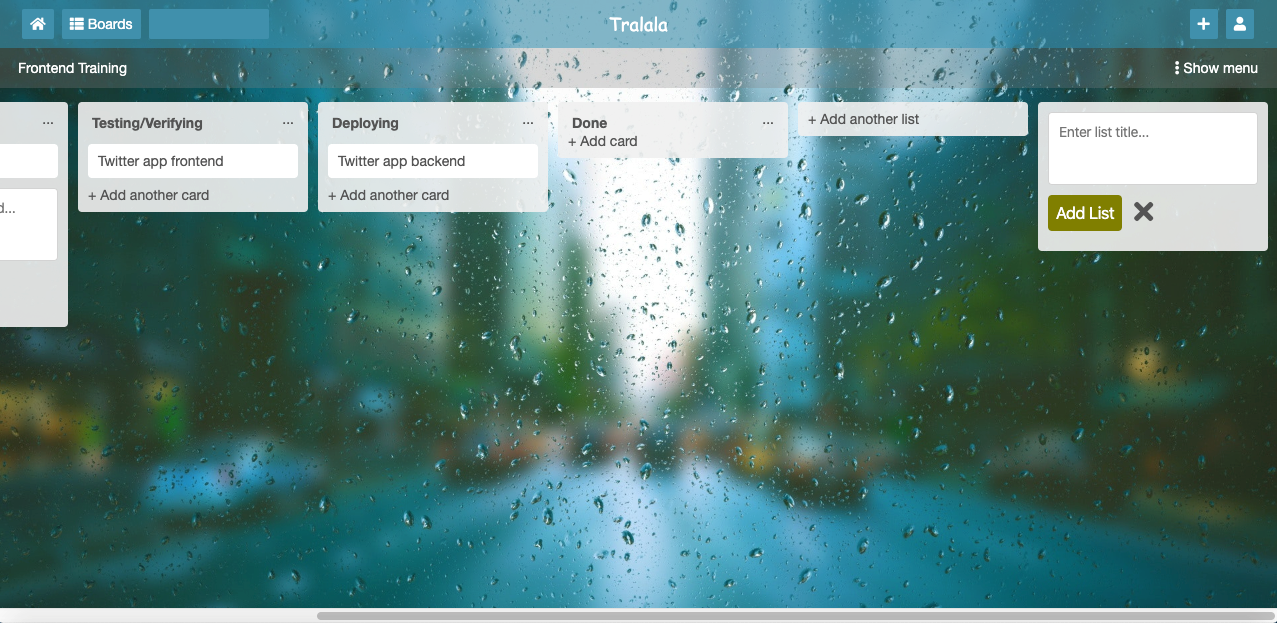 Boards
Tralala
Frontend Training
Show menu
...
Testing/Verifying ...
Deploying ...
Done ...
+ Add another list
Enter list title...
+ Add card
Twitter app frontend
Twitter app backend
+ Add another card
+ Add another card
d...
Add List